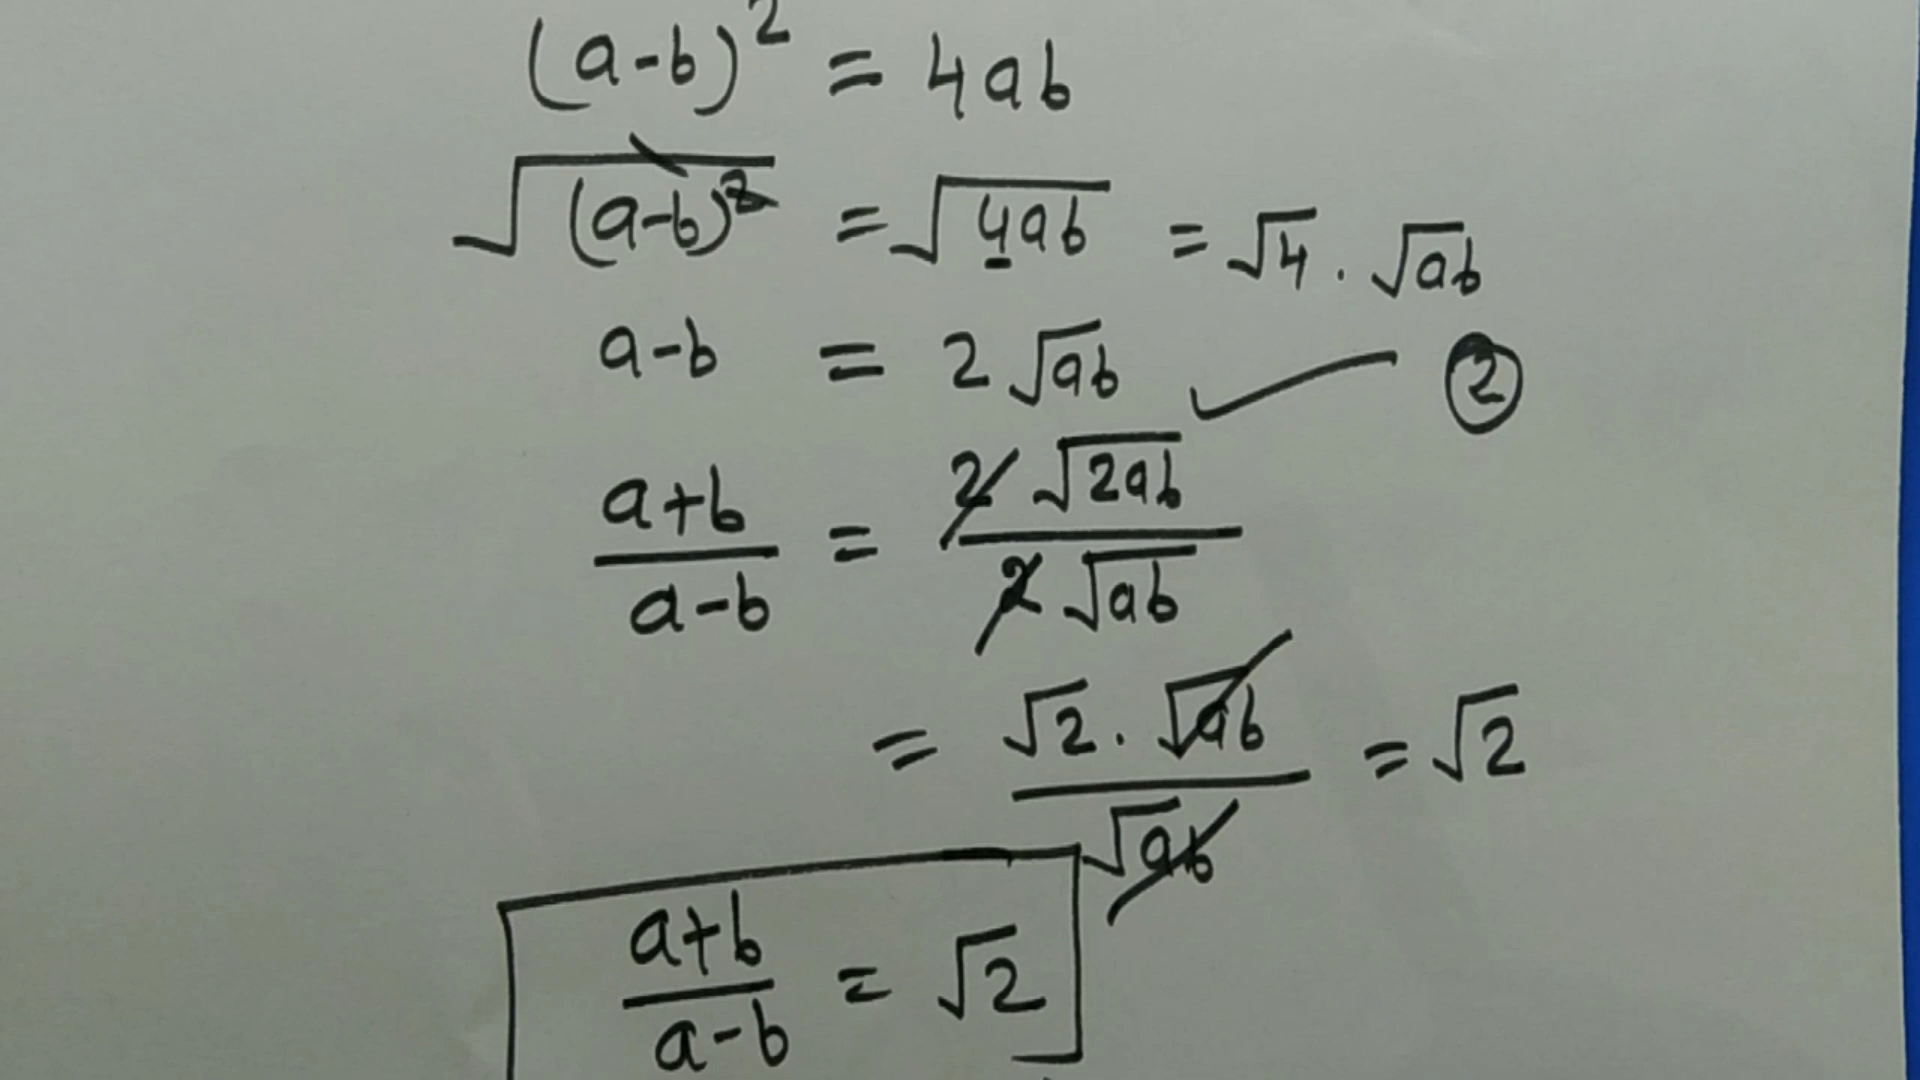 (a-b)² = 4ab
√(a-b)² = √4ab = √4 . √ab
a-b = 2√ab ②
a+b/a-b = 2√2ab/2√ab
= √2 . √ab/√ab = √2
a+b/a-b = √2